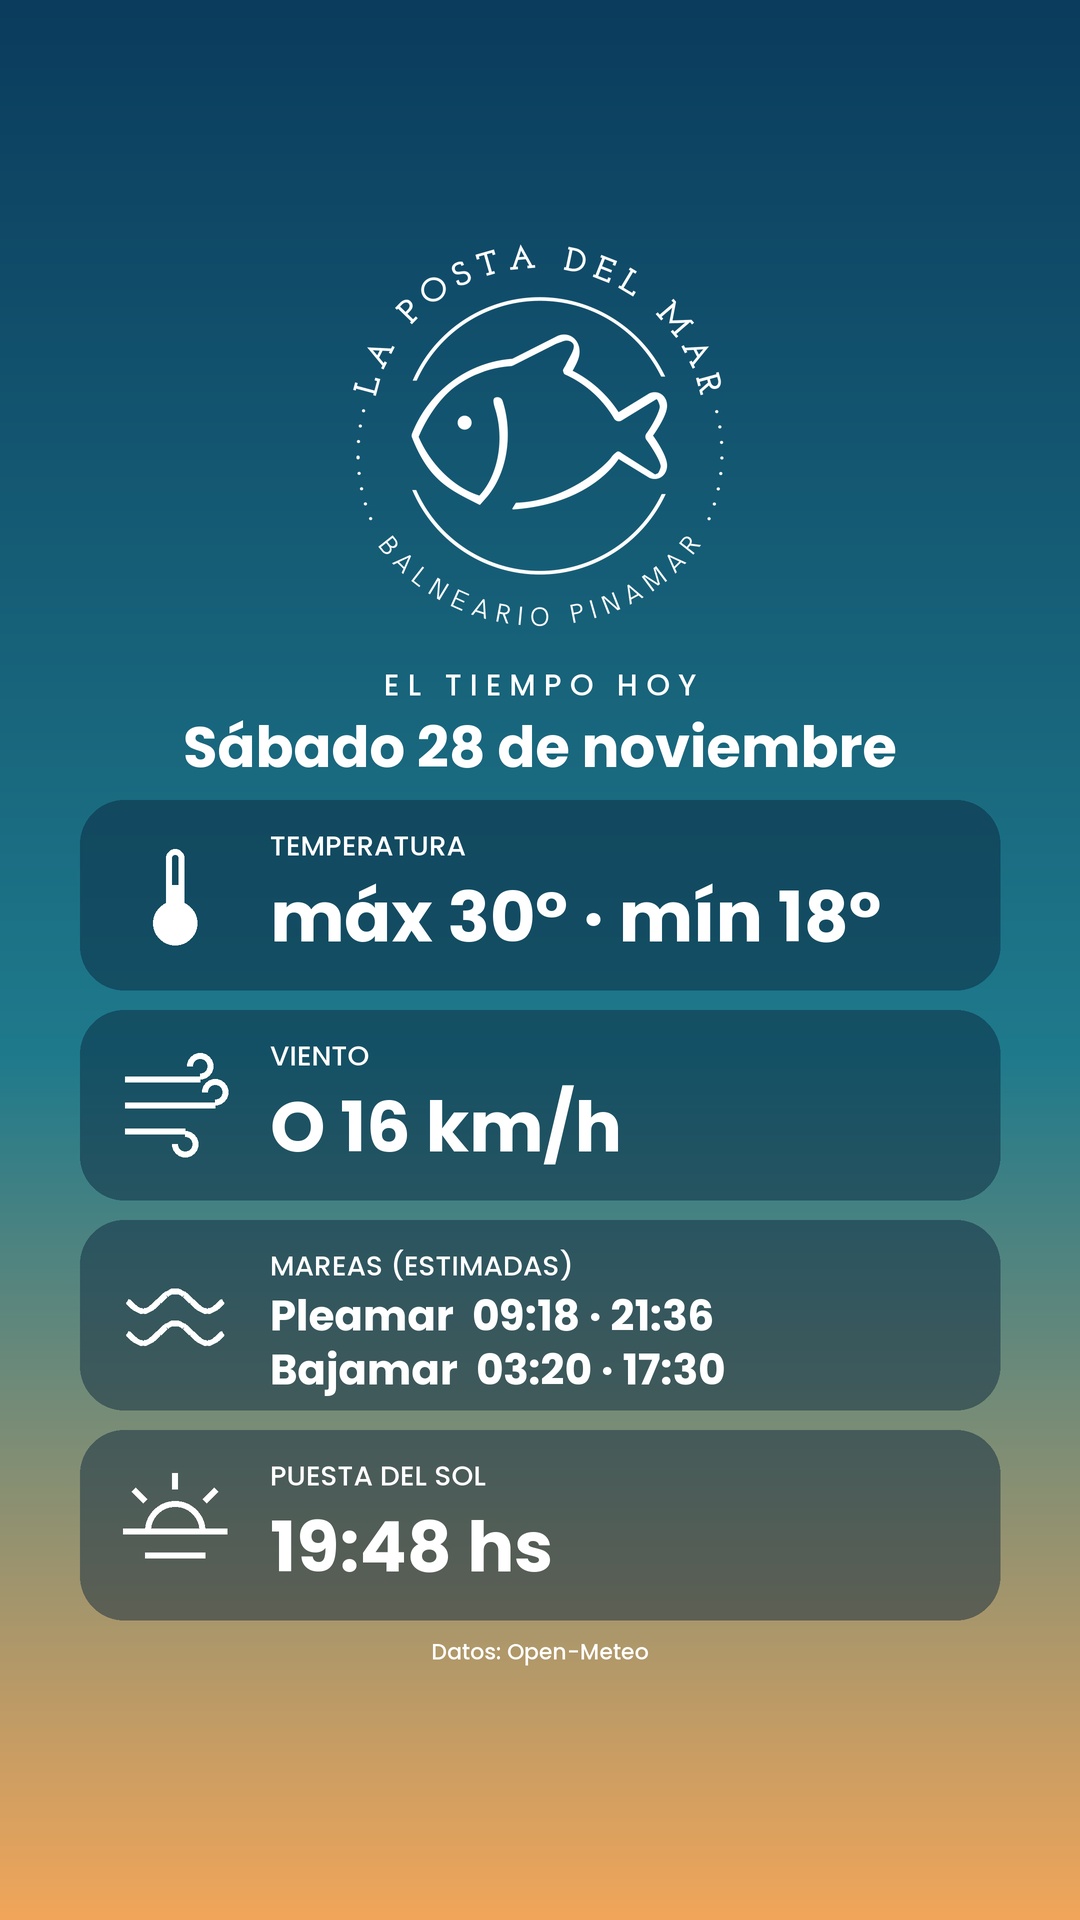 LA POSTA DEL MAR
BALNEARIO PINAMAR
EL TIEMPO HOY
Sábado 28 de noviembre
TEMPERATURA
máx 30° · mín 18°
VIENTO
O 16 km/h
MAREAS (ESTIMADAS)
Pleamar 09:18 · 21:36
Bajamar 03:20 · 17:30
PUESTA DEL SOL
19:48 hs
Datos: Open-Meteo